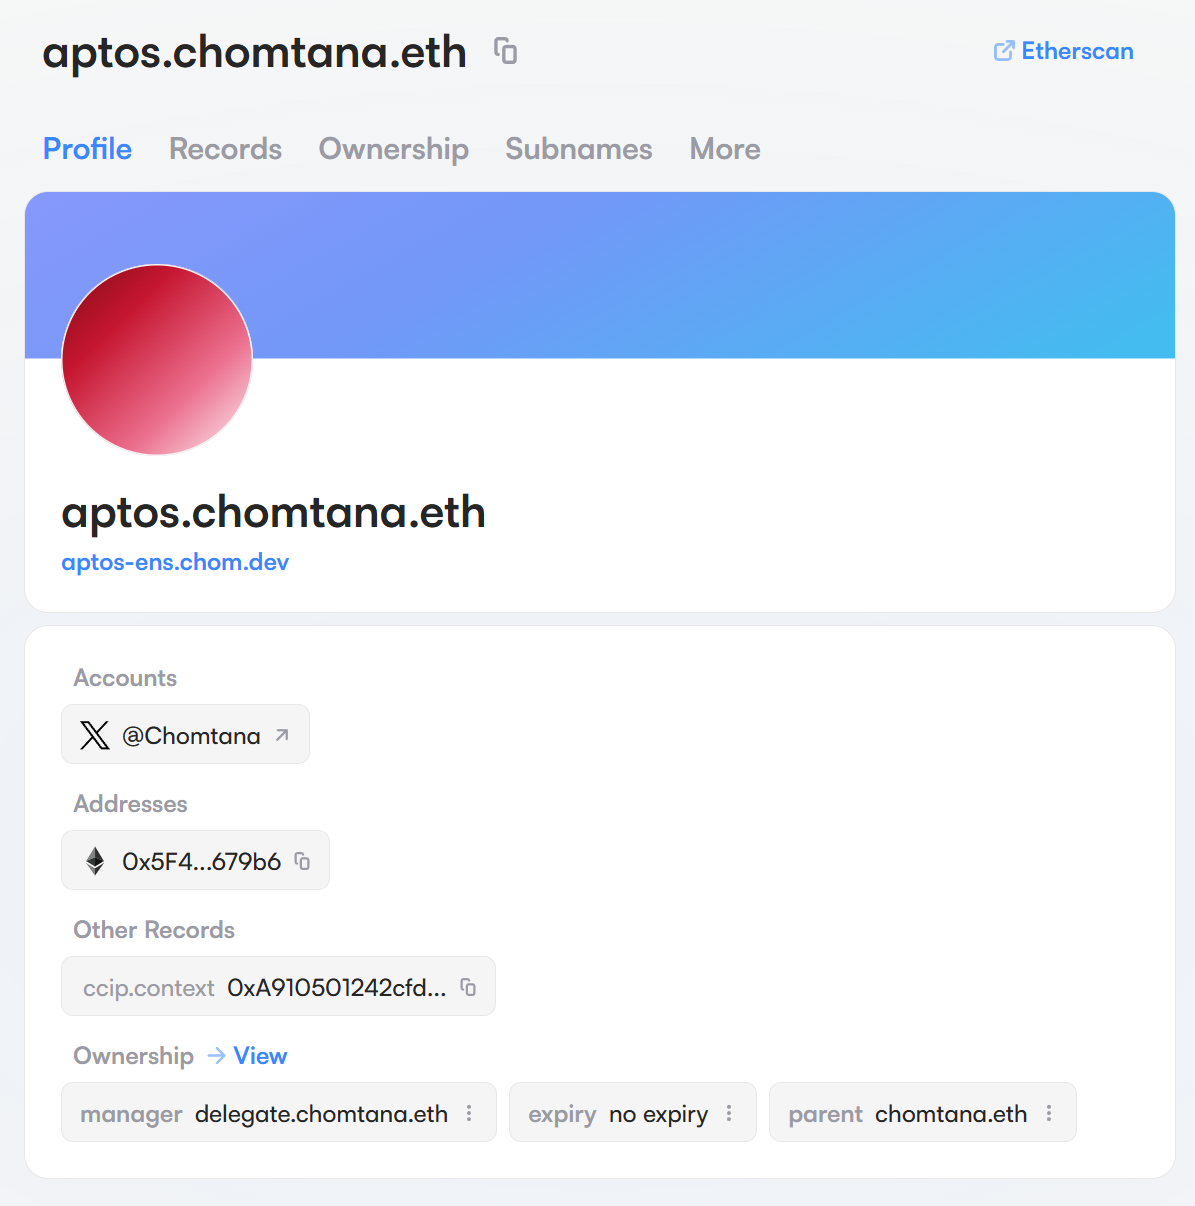 aptos.chomtana.eth
Etherscan
Profile Records Ownership Subnames More
aptos.chomtana.eth
aptos-ens.chom.dev
Accounts
@Chomtana
Addresses
0x5F4...679b6
Other Records
ccip.context 0xA910501242cfd...
Ownership → View
manager delegate.chomtana.eth expiry no expiry parent chomtana.eth